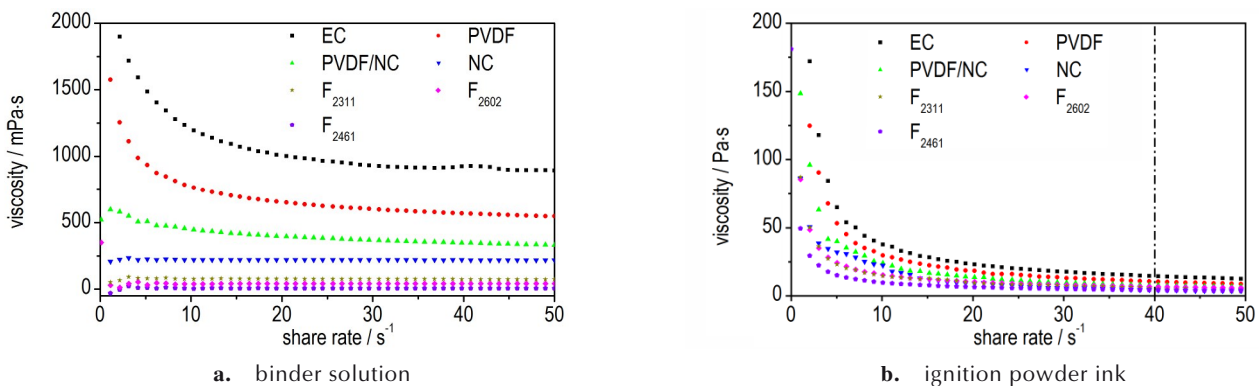 2000
1500
1000
500
0
viscosity / mPa·s
EC
PVDF
PVDF/NC
NC
F2311
F2602
F2461
0
10
20
30
40
50
share rate / s-1
a. binder solution
200
150
100
50
0
viscosity / Pa·s
EC
PVDF
PVDF/NC
NC
F2311
F2602
F2461
0
10
20
30
40
50
share rate / s-1
b. ignition powder ink